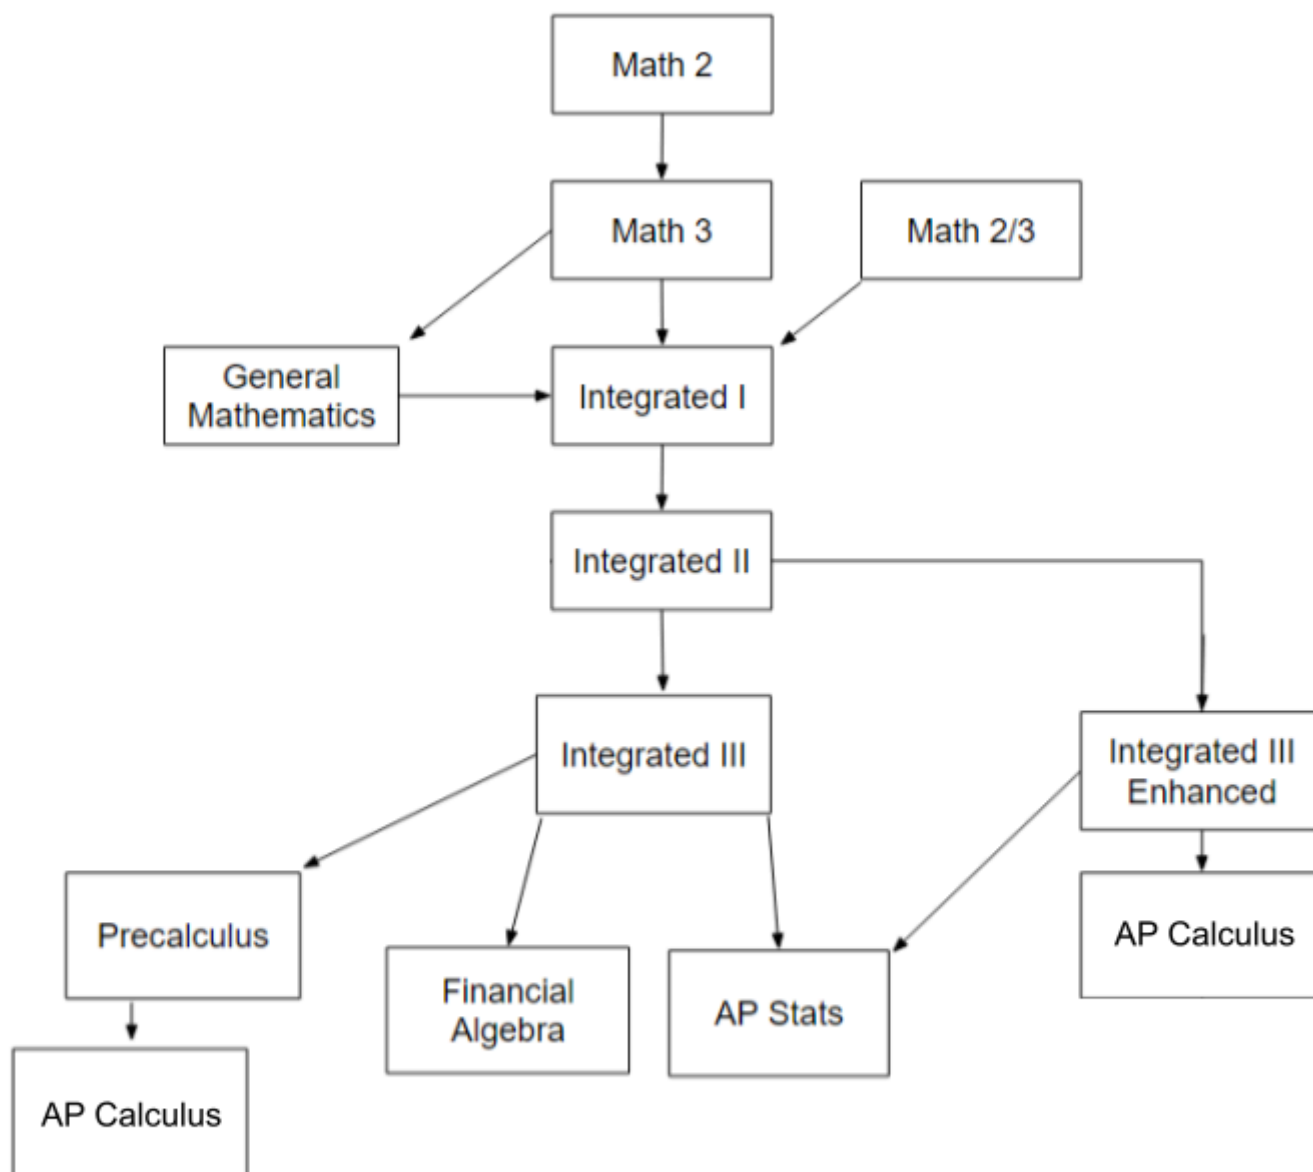 Math 2
Math 3
Math 2/3
General
Mathematics
Integrated I
Integrated II
Integrated III
Integrated III
Enhanced
Precalculus
Financial
Algebra
AP Stats
AP Calculus
AP Calculus